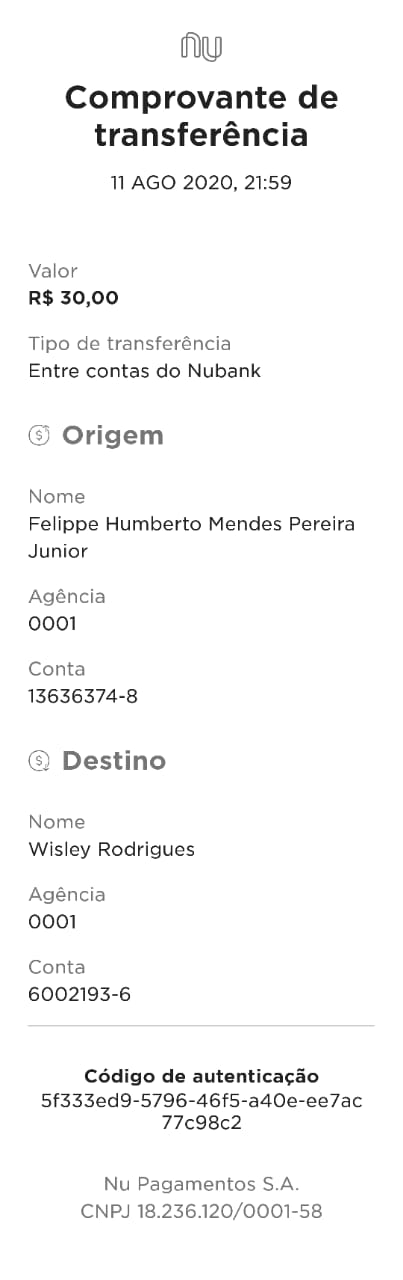 nu
Comprovante de
transferência
11 AGO 2020, 21:59
Valor
R$ 30,00
Tipo de transferência
Entre contas do Nubank
Origem
Nome
Felippe Humberto Mendes Pereira
Junior
Agência
0001
Conta
13636374-8
Destino
Nome
Wisley Rodrigues
Agência
0001
Conta
6002193-6
Código de autenticação
5f333ed9-5796-46f5-a40e-ee7ac
77c98c2
Nu Pagamentos S.A.
CNPJ 18.236.120/0001-58